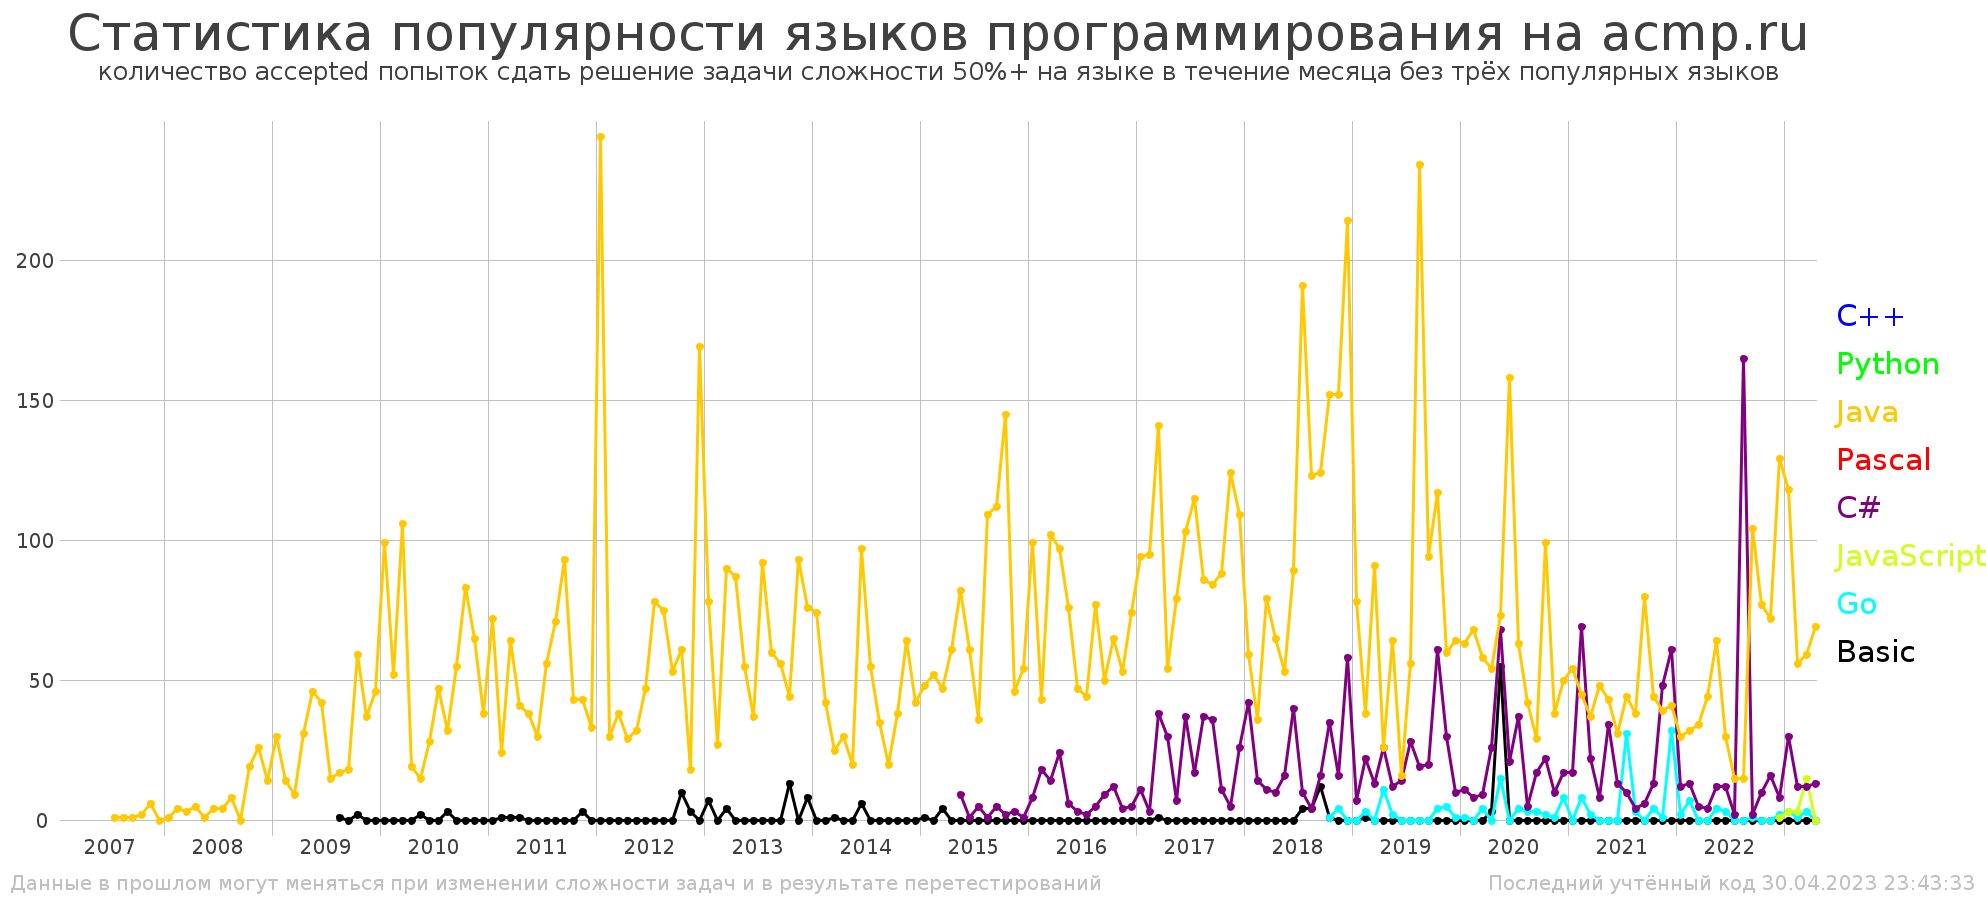 Статистика популярности языков программирования на acmp.ru
количество accepted попыток сдать решение задачи сложности 50%+ на языке в течение месяца без трёх популярных языков
200
150
100
50
0
C++
Python
Java
Pascal
C#
JavaScript
Go
Basic
2007 2008 2009 2010 2011 2012 2013 2014 2015 2016 2017 2018 2019 2020 2021 2022
Данные в прошлом могут меняться при изменении сложности задач и в результате перетестирований
Последний учтённый код 30.04.2023 23:43:33